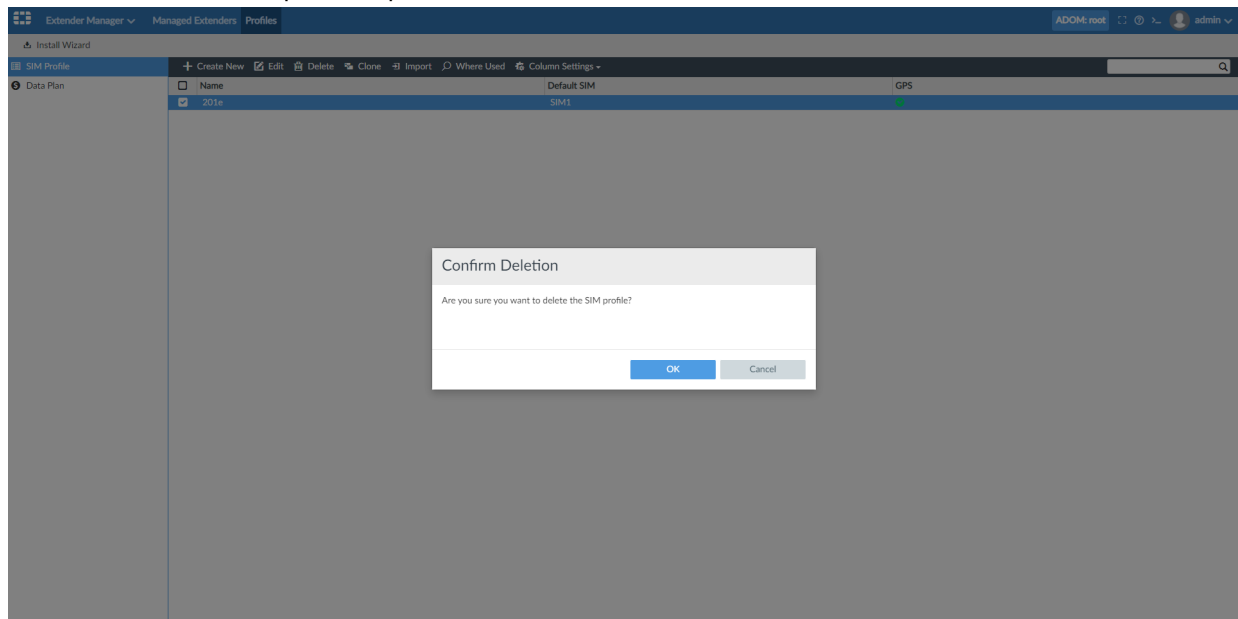 Extender Manager Managed Extenders Profiles ADOM: root admin
Install Wizard
SIM Profile Create New Edit Delete Clone Import Where Used Column Settings
Data Plan Name Default SIM GPS
201e SIM1
Confirm Deletion
Are you sure you want to delete the SIM profile?
OK Cancel